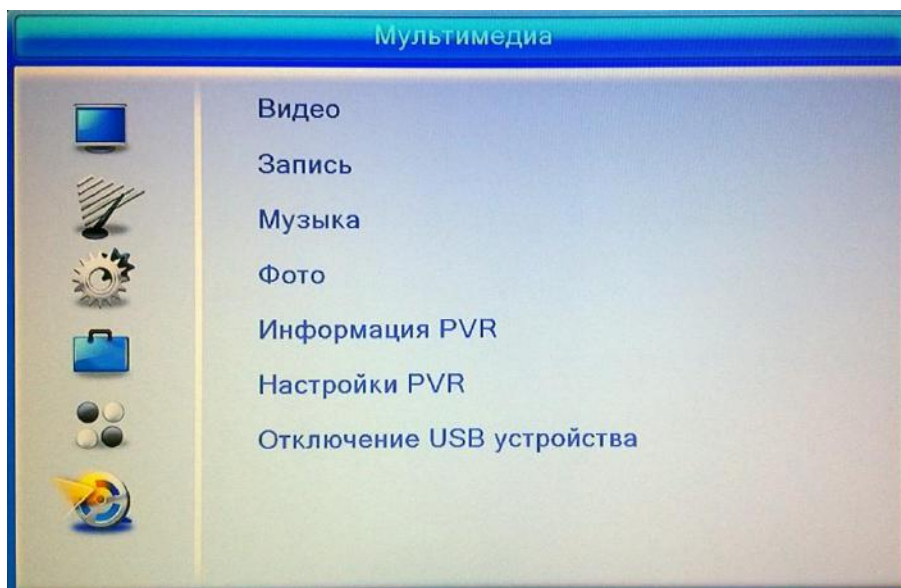 Мультимедиа
Видео
Запись
Музыка
Фото
Информация PVR
Настройки PVR
Отключение USB устройства